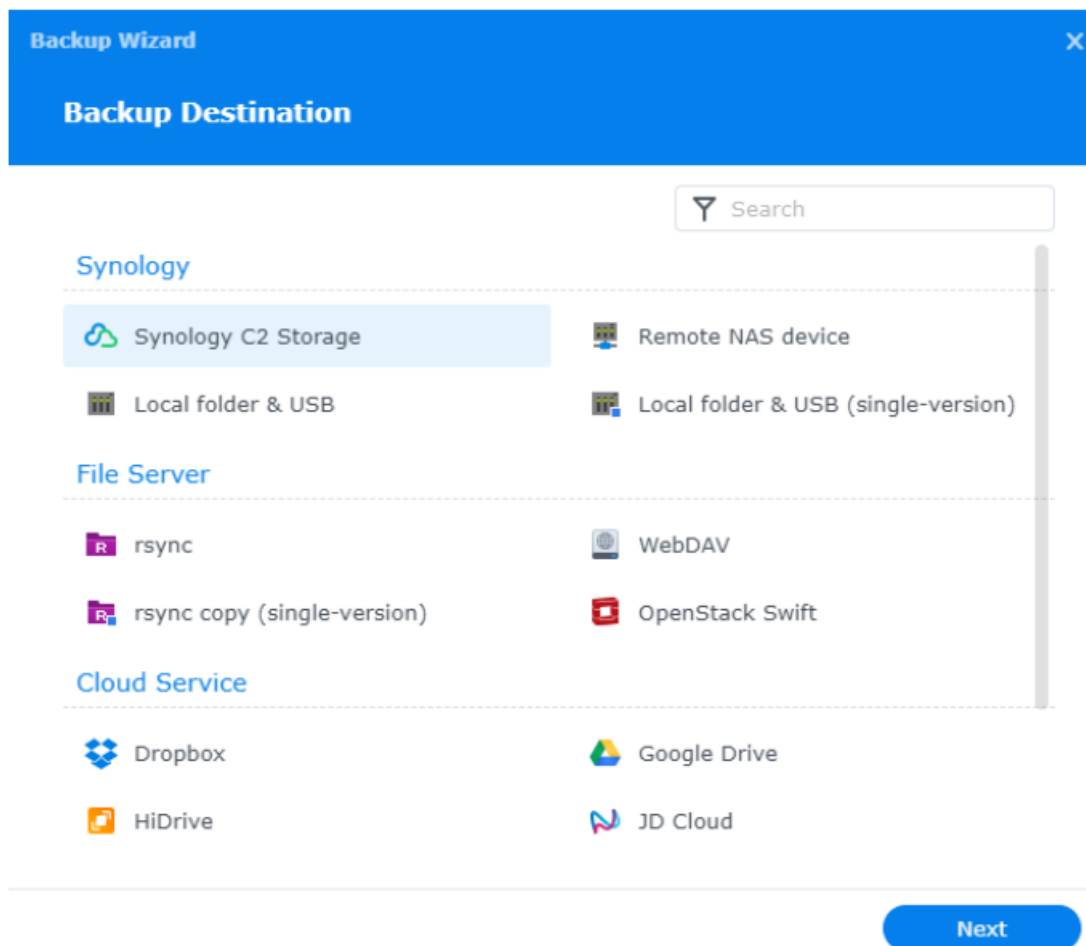 Backup Wizard
Backup Destination
Search
Synology
Synology C2 Storage
Remote NAS device
Local folder & USB
Local folder & USB (single-version)
File Server
R rsync
WebDAV
R rsync copy (single-version)
OpenStack Swift
Cloud Service
Dropbox
Google Drive
HiDrive
JD Cloud
Next